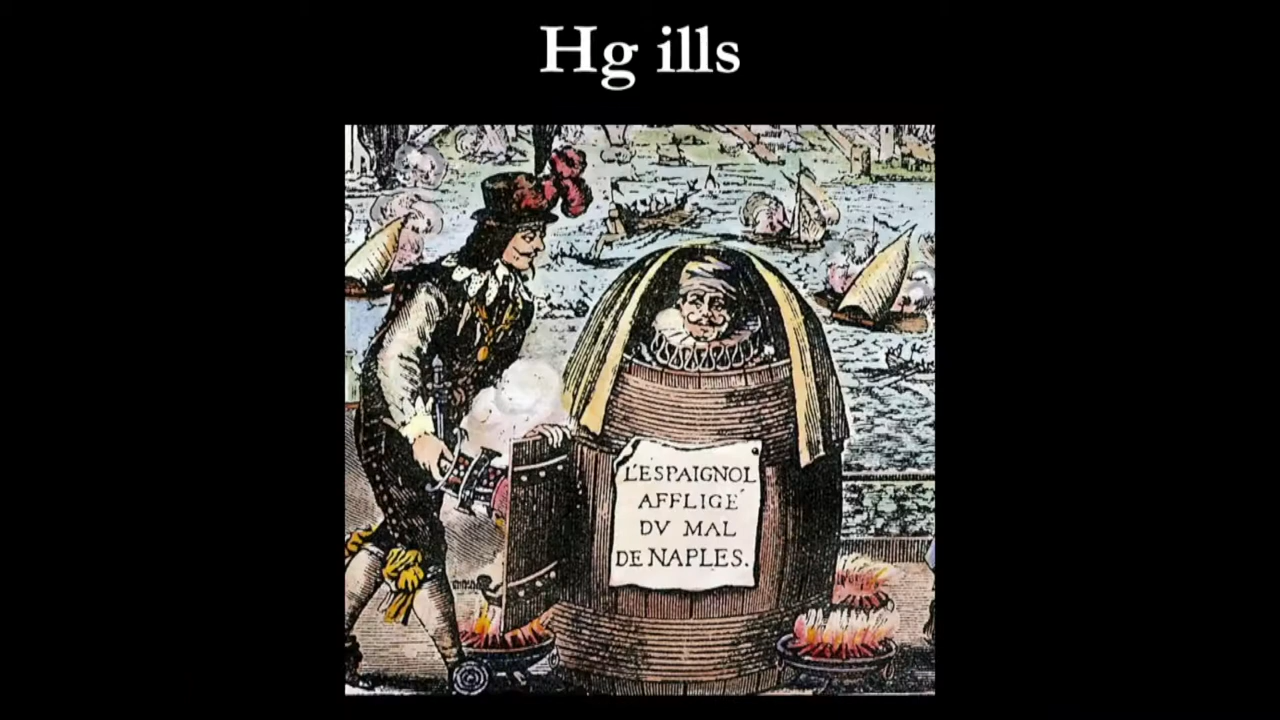 Hg ills
L'ESPAIGNOL
AFFLIGÉ
DV MAL
DE NAPLES.